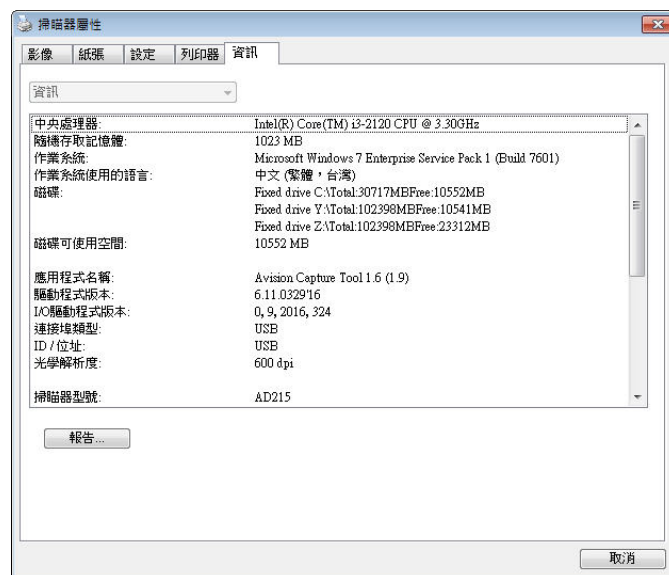 掃瞄器屬性
影像 紙張 設定 列印器 資訊
資訊
中央處理器: Intel(R) Core(TM) i3-2120 CPU @ 3.30GHz
隨機存取記憶體: 1023 MB
作業系統: Microsoft Windows 7 Enterprise Service Pack 1 (Build 7601)
作業系統使用的語言: 中文 (繁體，台灣)
磁碟: Fixed drive C:\Total:30717MBFree:10552MB
Fixed drive Y:\Total:102398MBFree:10541MB
Fixed drive Z:\Total:102398MBFree:23312MB
磁碟可使用空間: 10552 MB
應用程式名稱: Avision Capture Tool 1.6 (1.9)
驅動程式版本: 6.11.0329'16
I/O驅動程式版本: 0, 9, 2016, 324
連接埠類型: USB
ID / 位址: USB
光學解析度: 600 dpi
掃瞄器型號: AD215
報告...
取消